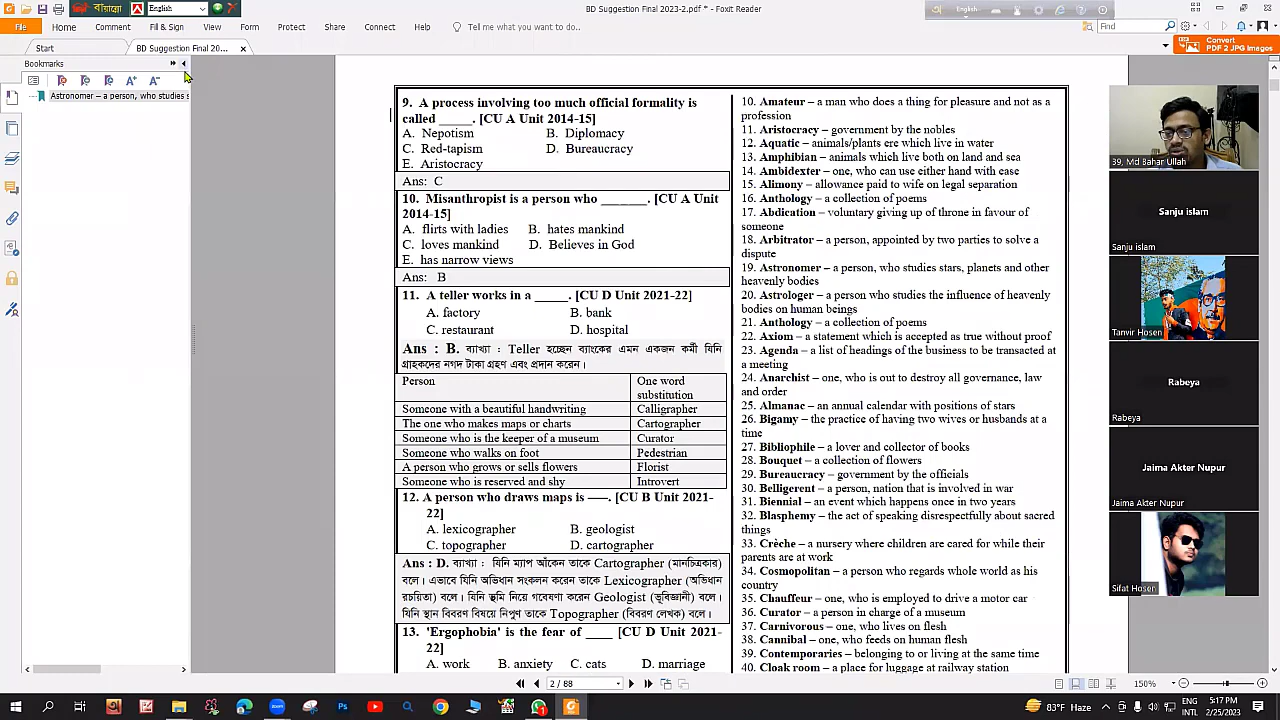 বায়ান্নো
English
BD Suggestion Final 2023-2.pdf * - Foxit Reader
English
File
Home
Comment
Fill & Sign
View
Form
Protect
Share
Connect
Help
Tell me what you want to do..
Find
Start
BD Suggestion Final 20...
Convert
PDF 2 JPG Images
Bookmarks
Astronomer – a person, who studies s
9. A process involving too much official formality is
called _____. [CU A Unit 2014-15]
A. Nepotism B. Diplomacy
C. Red-tapism D. Bureaucracy
E. Aristocracy
Ans: C
10. Misanthropist is a person who _______. [CU A Unit
2014-15]
A. flirts with ladies B. hates mankind
C. loves mankind D. Believes in God
E. has narrow views
Ans: B
11. A teller works in a _____. [CU D Unit 2021-22]
A. factory B. bank
C. restaurant D. hospital
Ans : B. ব্যাখ্যা : Teller হচ্ছেন ব্যাংকের এমন একজন কর্মী যিনি
গ্রাহকদের নগদ টাকা গ্রহণ এবং প্রদান করেন।
Person One word
substitution
Someone with a beautiful handwriting Calligrapher
The one who makes maps or charts Cartographer
Someone who is the keeper of a museum Curator
Someone who walks on foot Pedestrian
A person who grows or sells flowers Florist
Someone who is reserved and shy Introvert
12. A person who draws maps is –––. [CU B Unit 2021-
22]
A. lexicographer B. geologist
C. topographer D. cartographer
Ans : D. ব্যাখ্যা : যিনি ম্যাপ আঁকেন তাকে Cartographer (মানচিত্রকার)
বলে। এভাবে যিনি অভিধান সংকলন করেন তাকে Lexicographer (অভিধান
রচয়িতা) বলে। যিনি ভূমি নিয়ে গবেষণা করেন Geologist (ভূবিজ্ঞানী) বলে।
যিনি স্থান বিবরণ বিষয়ে নিপুণ তাকে Topographer (বিবরণ লেখক) বলে।
13. 'Ergophobia' is the fear of ____ [CU D Unit 2021-
22]
A. work B. anxiety C. cats D. marriage
10. Amateur – a man who does a thing for pleasure and not as a
profession
11. Aristocracy – government by the nobles
12. Aquatic – animals/plants ere which live in water
13. Amphibian – animals which live both on land and sea
14. Ambidexter – one, who can use either hand with ease
15. Alimony – allowance paid to wife on legal separation
16. Anthology – a collection of poems
17. Abdication – voluntary giving up of throne in favour of
someone
18. Arbitrator – a person, appointed by two parties to solve a
dispute
19. Astronomer – a person, who studies stars, planets and other
heavenly bodies
20. Astrologer – a person who studies the influence of heavenly
bodies on human beings
21. Anthology – a collection of poems
22. Axiom – a statement which is accepted as true without proof
23. Agenda – a list of headings of the business to be transacted at
a meeting
24. Anarchist – one, who is out to destroy all governance, law
and order
25. Almanac – an annual calendar with positions of stars
26. Bigamy – the practice of having two wives or husbands at a
time
27. Bibliophile – a lover and collector of books
28. Bouquet – a collection of flowers
29. Bureaucracy – government by the officials
30. Belligerent – a person, nation that is involved in war
31. Biennial – an event which happens once in two years
32. Blasphemy – the act of speaking disrespectfully about sacred
things
33. Crèche – a nursery where children are cared for while their
parents are at work
34. Cosmopolitan – a person who regards whole world as his
country
35. Chauffeur – one, who is employed to drive a motor car
36. Curator – a person in charge of a museum
37. Carnivorous – one, who lives on flesh
38. Cannibal – one, who feeds on human flesh
39. Contemporaries – belonging to or living at the same time
40. Cloak room – a place for luggage at railway station
39, Md Bahar Ullah
Sanju islam
Sanju islam
Tanvir Hosen
Rabeya
Rabeya
Jaima Akter Nupur
Jaima Akter Nupur
Sifat Hosen
2 / 88
150%
83°F Haze
ENG
INTL
5:17 PM
2/25/2023